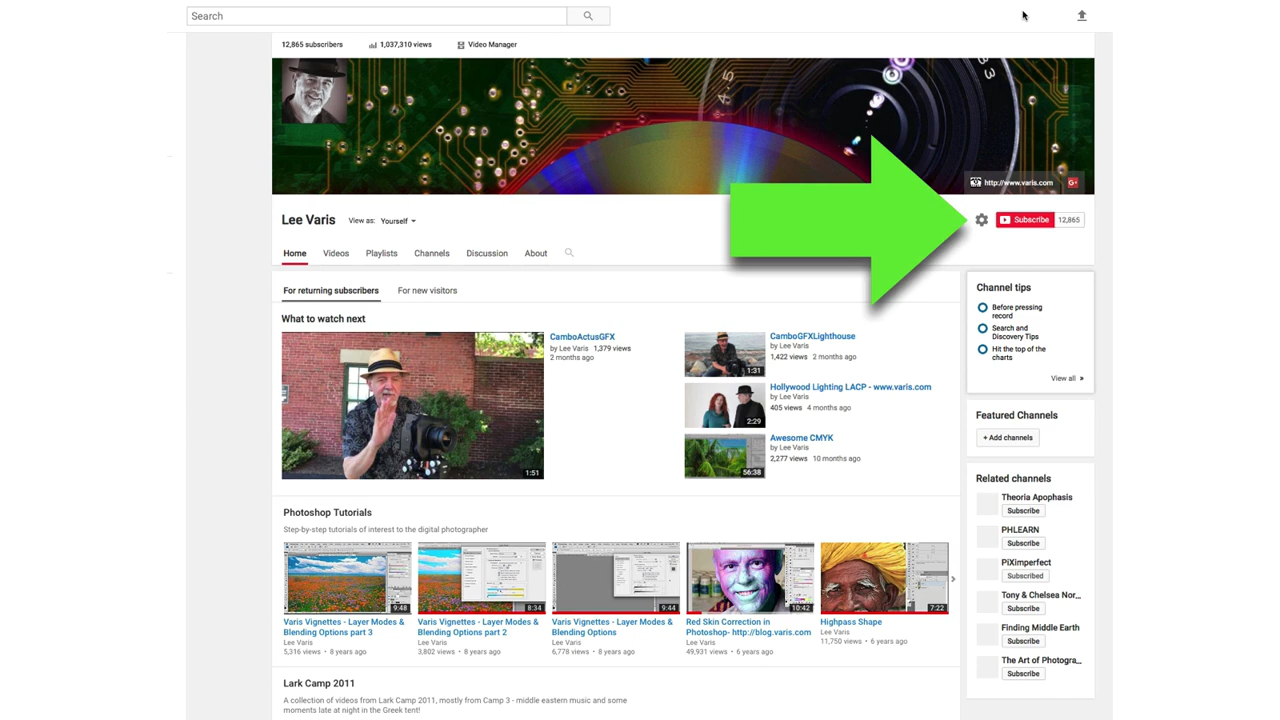 Search
12,865 subscribers 1,037,310 views Video Manager
http://www.varis.com
Lee Varis View as: Yourself
Subscribe 12,865
Home Videos Playlists Channels Discussion About
For returning subscribers For new visitors
What to watch next
CamboActusGFX
by Lee Varis 1,379 views
2 months ago
1:51
CamboGFXLighthouse
by Lee Varis
1,422 views 2 months ago
1:31
Hollywood Lighting LACP - www.varis.com
by Lee Varis
405 views 4 months ago
2:29
Awesome CMYK
by Lee Varis
2,277 views 10 months ago
56:38
Channel tips
Before pressing
record
Search and
Discovery Tips
Hit the top of the
charts
View all »
Featured Channels
+ Add channels
Related channels
Theoria Apophasis
Subscribe
PHLEARN
Subscribe
PiXimperfect
Subscribed
Tony & Chelsea Nor...
Subscribe
Finding Middle Earth
Subscribe
The Art of Photogra...
Subscribe
Photoshop Tutorials
Step-by-step tutorials of interest to the digital photographer
9:48
Varis Vignettes - Layer Modes &
Blending Options part 3
Lee Varis
5,316 views • 8 years ago
8:34
Varis Vignettes - Layer Modes &
Blending Options part 2
Lee Varis
3,802 views • 8 years ago
9:44
Varis Vignettes - Layer Modes &
Blending Options
Lee Varis
6,778 views • 8 years ago
10:42
Red Skin Correction in
Photoshop- http://blog.varis.com
Lee Varis
49,931 views • 6 years ago
7:22
Highpass Shape
Lee Varis
11,750 views • 6 years ago
Lark Camp 2011
A collection of videos from Lark Camp 2011, mostly from Camp 3 - middle eastern music and some
moments late at night in the Greek tent!